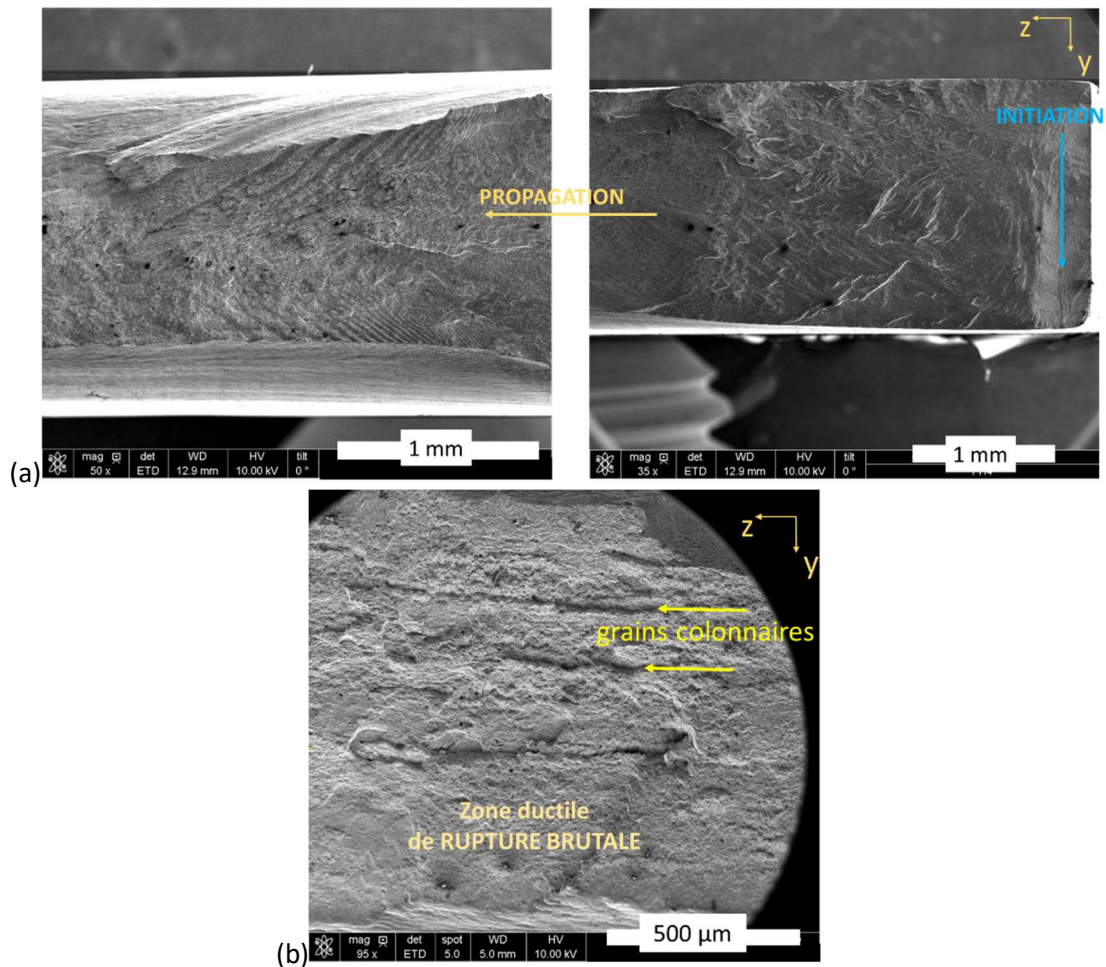 z
y
INITIATION
PROPAGATION
1 mm
mag det WD HV tilt
50 x ETD 12.9 mm 10.00 kV 0 °
1 mm
mag det WD HV tilt
35 x ETD 12.9 mm 10.00 kV 0 °
(a)
z
y
grains colonnaires
Zone ductile
de RUPTURE BRUTALE
500 µm
mag det spot WD HV
95 x ETD 5.0 5.0 mm 10.00 kV
(b)